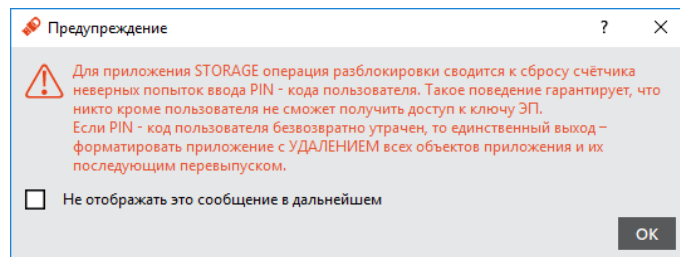 Предупреждение
Для приложения STORAGE операция разблокировки сводится к сбросу счётчика
неверных попыток ввода PIN - кода пользователя. Такое поведение гарантирует, что
никто кроме пользователя не сможет получить доступ к ключу ЭП.
Если PIN - код пользователя безвозвратно утрачен, то единственный выход –
форматировать приложение с УДАЛЕНИЕМ всех объектов приложения и их
последующим перевыпуском.
Не отображать это сообщение в дальнейшем
ОК